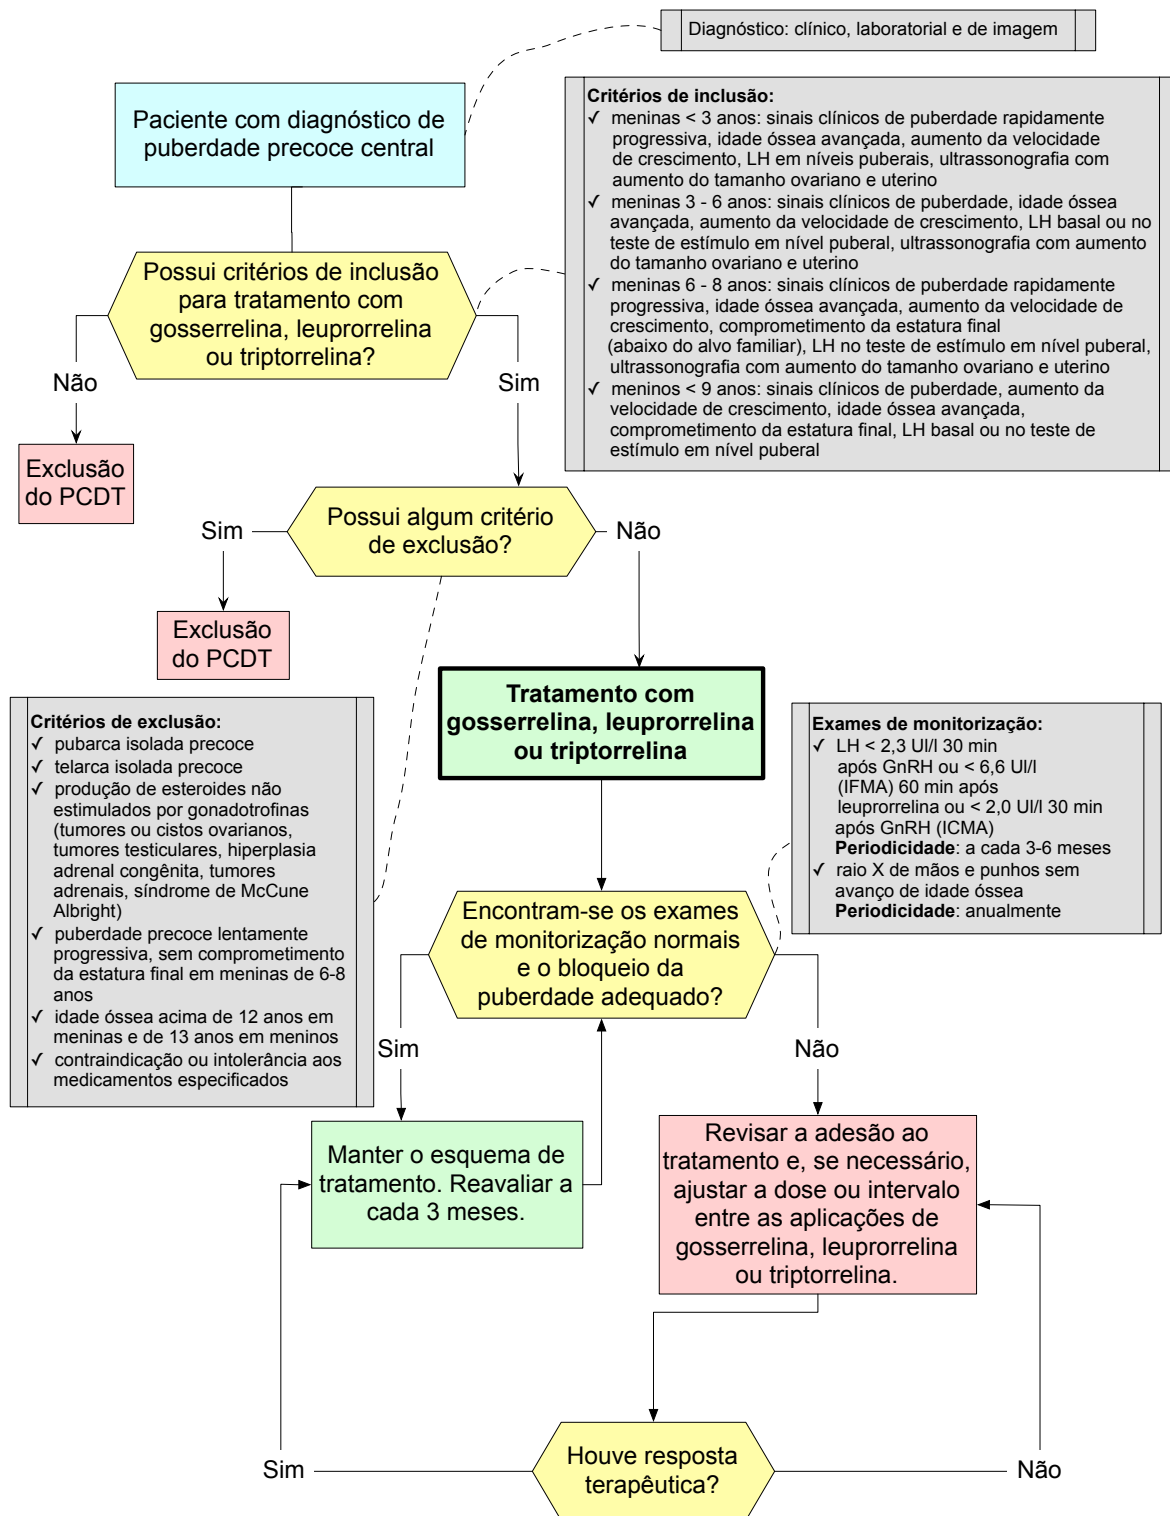 Diagnóstico: clínico, laboratorial e de imagem
Paciente com diagnóstico de
puberdade precoce central
Critérios de inclusão:
✓ meninas < 3 anos: sinais clínicos de puberdade rapidamente
progressiva, idade óssea avançada, aumento da velocidade
de crescimento, LH em níveis puberais, ultrassonografia com
aumento do tamanho ovariano e uterino
✓ meninas 3 - 6 anos: sinais clínicos de puberdade, idade óssea
avançada, aumento da velocidade de crescimento, LH basal ou no
teste de estímulo em nível puberal, ultrassonografia com aumento
do tamanho ovariano e uterino
✓ meninas 6 - 8 anos: sinais clínicos de puberdade rapidamente
progressiva, idade óssea avançada, aumento da velocidade de
crescimento, comprometimento da estatura final
(abaixo do alvo familiar), LH no teste de estímulo em nível puberal,
ultrassonografia com aumento do tamanho ovariano e uterino
✓ meninos < 9 anos: sinais clínicos de puberdade, aumento da
velocidade de crescimento, idade óssea avançada,
comprometimento da estatura final, LH basal ou no teste de
estímulo em nível puberal
Possui critérios de inclusão
para tratamento com
gosserrelina, leuprorrelina
ou triptorrelina?
Não
Sim
Exclusão
do PCDT
Possui algum critério
de exclusão?
Sim
Não
Exclusão
do PCDT
Tratamento com
gosserrelina, leuprorrelina
ou triptorrelina
Critérios de exclusão:
✓ pubarca isolada precoce
✓ telarca isolada precoce
✓ produção de esteroides não
estimulados por gonadotrofinas
(tumores ou cistos ovarianos,
tumores testiculares, hiperplasia
adrenal congênita, tumores
adrenais, síndrome de McCune
Albright)
✓ puberdade precoce lentamente
progressiva, sem comprometimento
da estatura final em meninas de 6-8
anos
✓ idade óssea acima de 12 anos em
meninas e de 13 anos em meninos
✓ contraindicação ou intolerância aos
medicamentos especificados
Exames de monitorização:
✓ LH < 2,3 UI/l 30 min
após GnRH ou < 6,6 UI/l
(IFMA) 60 min após
leuprorrelina ou < 2,0 UI/l 30 min
após GnRH (ICMA)
Periodicidade: a cada 3-6 meses
✓ raio X de mãos e punhos sem
avanço de idade óssea
Periodicidade: anualmente
Encontram-se os exames
de monitorização normais
e o bloqueio da
puberdade adequado?
Sim
Não
Manter o esquema de
tratamento. Reavaliar a
cada 3 meses.
Revisar a adesão ao
tratamento e, se necessário,
ajustar a dose ou intervalo
entre as aplicações de
gosserrelina, leuprorrelina
ou triptorrelina.
Houve resposta
terapêutica?
Sim
Não